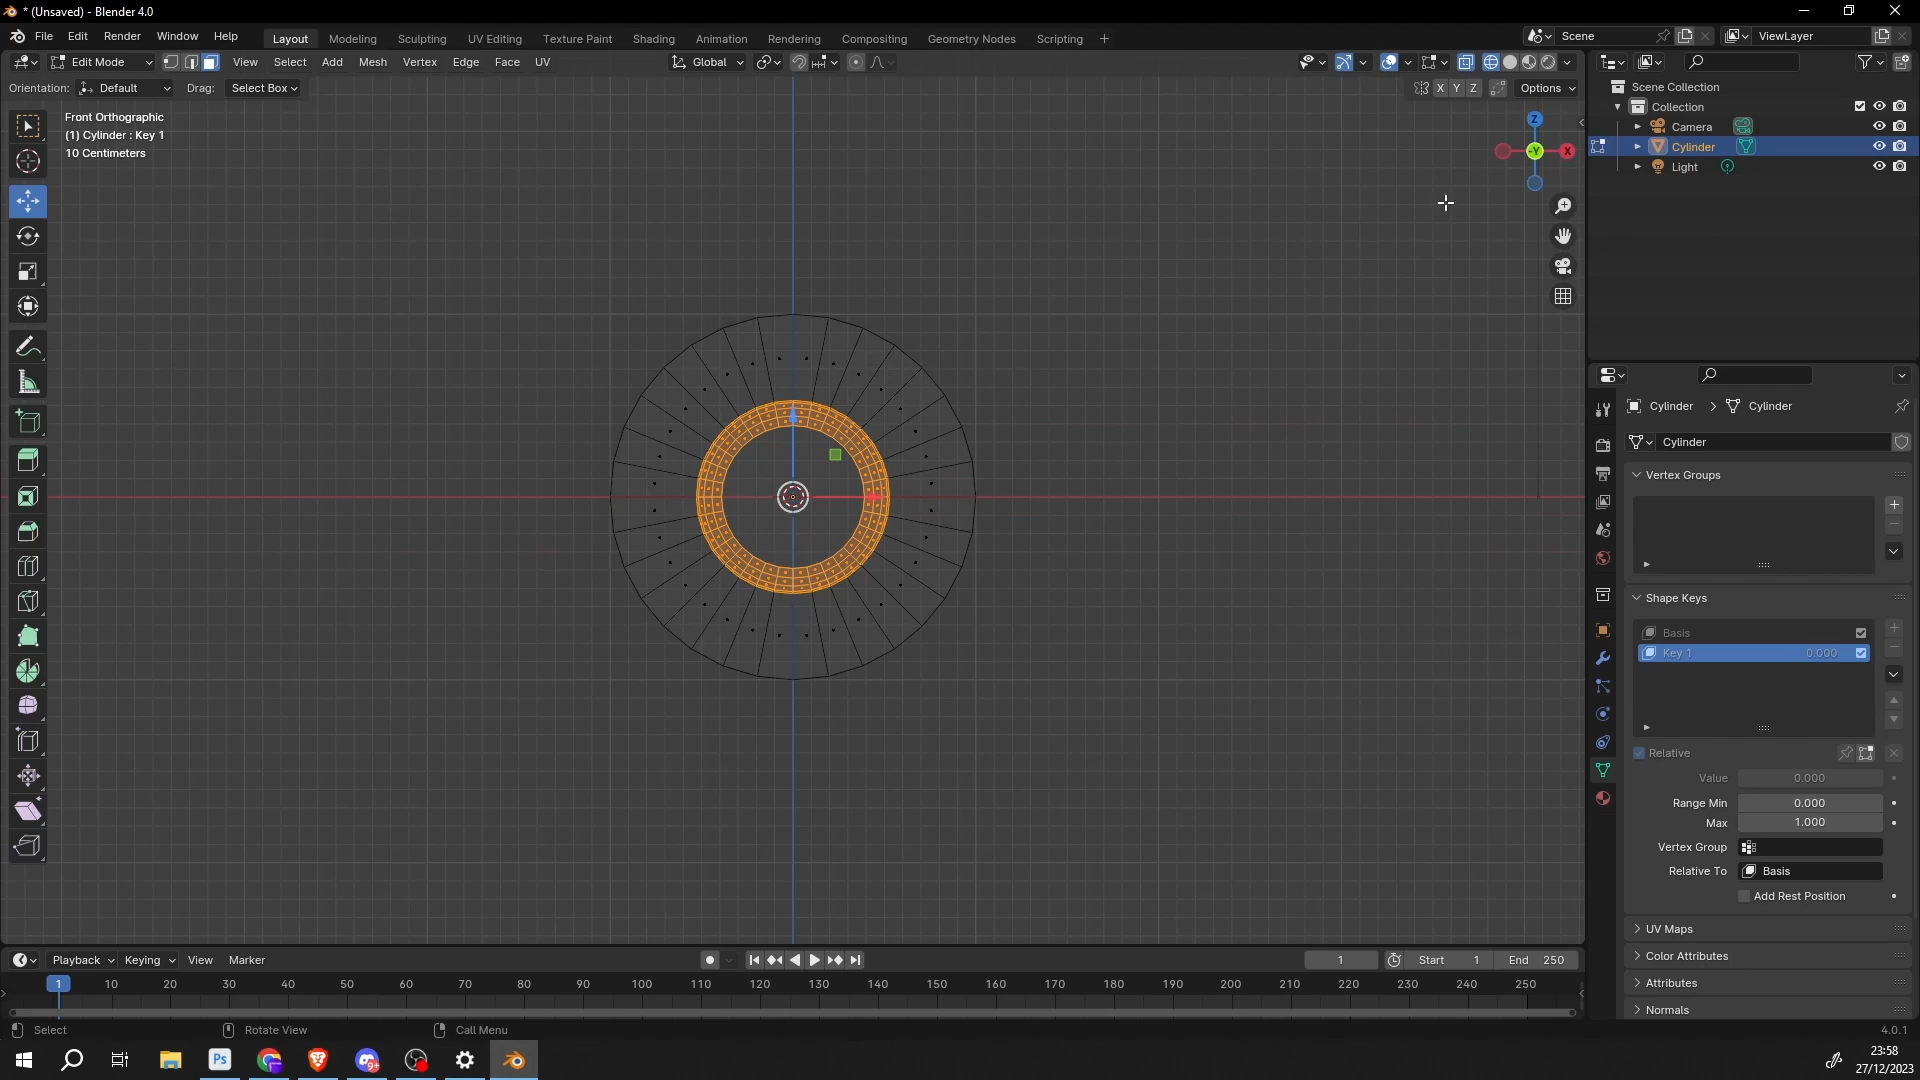 * (Unsaved) - Blender 4.0
File Edit Render Window Help
Layout Modeling Sculpting UV Editing Texture Paint Shading Animation Rendering Compositing Geometry Nodes Scripting +
Scene
ViewLayer
Edit Mode View Select Add Mesh Vertex Edge Face UV
Global
Orientation: Default Drag: Select Box
X Y Z Options
Front Orthographic
(1) Cylinder : Key 1
10 Centimeters
Z
-Y
X
Scene Collection
Collection
Camera
Cylinder
Light
Cylinder > Cylinder
Cylinder
Vertex Groups
Shape Keys
Basis
Key 1 0.000
Relative
Value 0.000
Range Min 0.000
Max 1.000
Vertex Group
Relative To Basis
Add Rest Position
UV Maps
Color Attributes
Attributes
Normals
Playback Keying View Marker
1 Start 1 End 250
1 10 20 30 40 50 60 70 80 90 100 110 120 130 140 150 160 170 180 190 200 210 220 230 240 250
Select Rotate View Call Menu
4.0.1
Ps
9+
23:58
27/12/2023